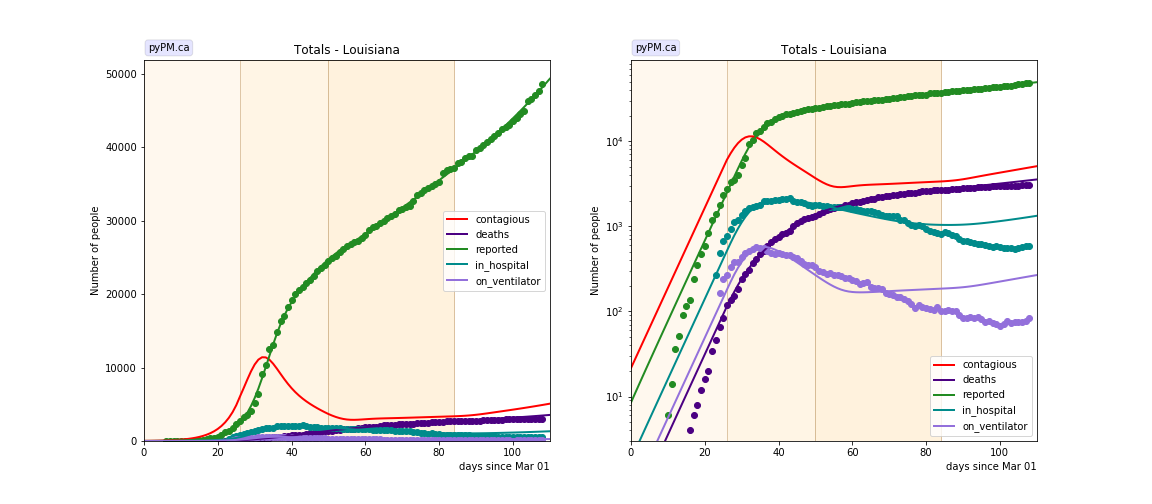 pyPM.ca
Totals - Louisiana
50000
40000
30000
20000
10000
0
Number of people
contagious
deaths
reported
in_hospital
on_ventilator
0 20 40 60 80 100
days since Mar 01
pyPM.ca
Totals - Louisiana
10^4
10^3
10^2
10^1
Number of people
contagious
deaths
reported
in_hospital
on_ventilator
0 20 40 60 80 100
days since Mar 01